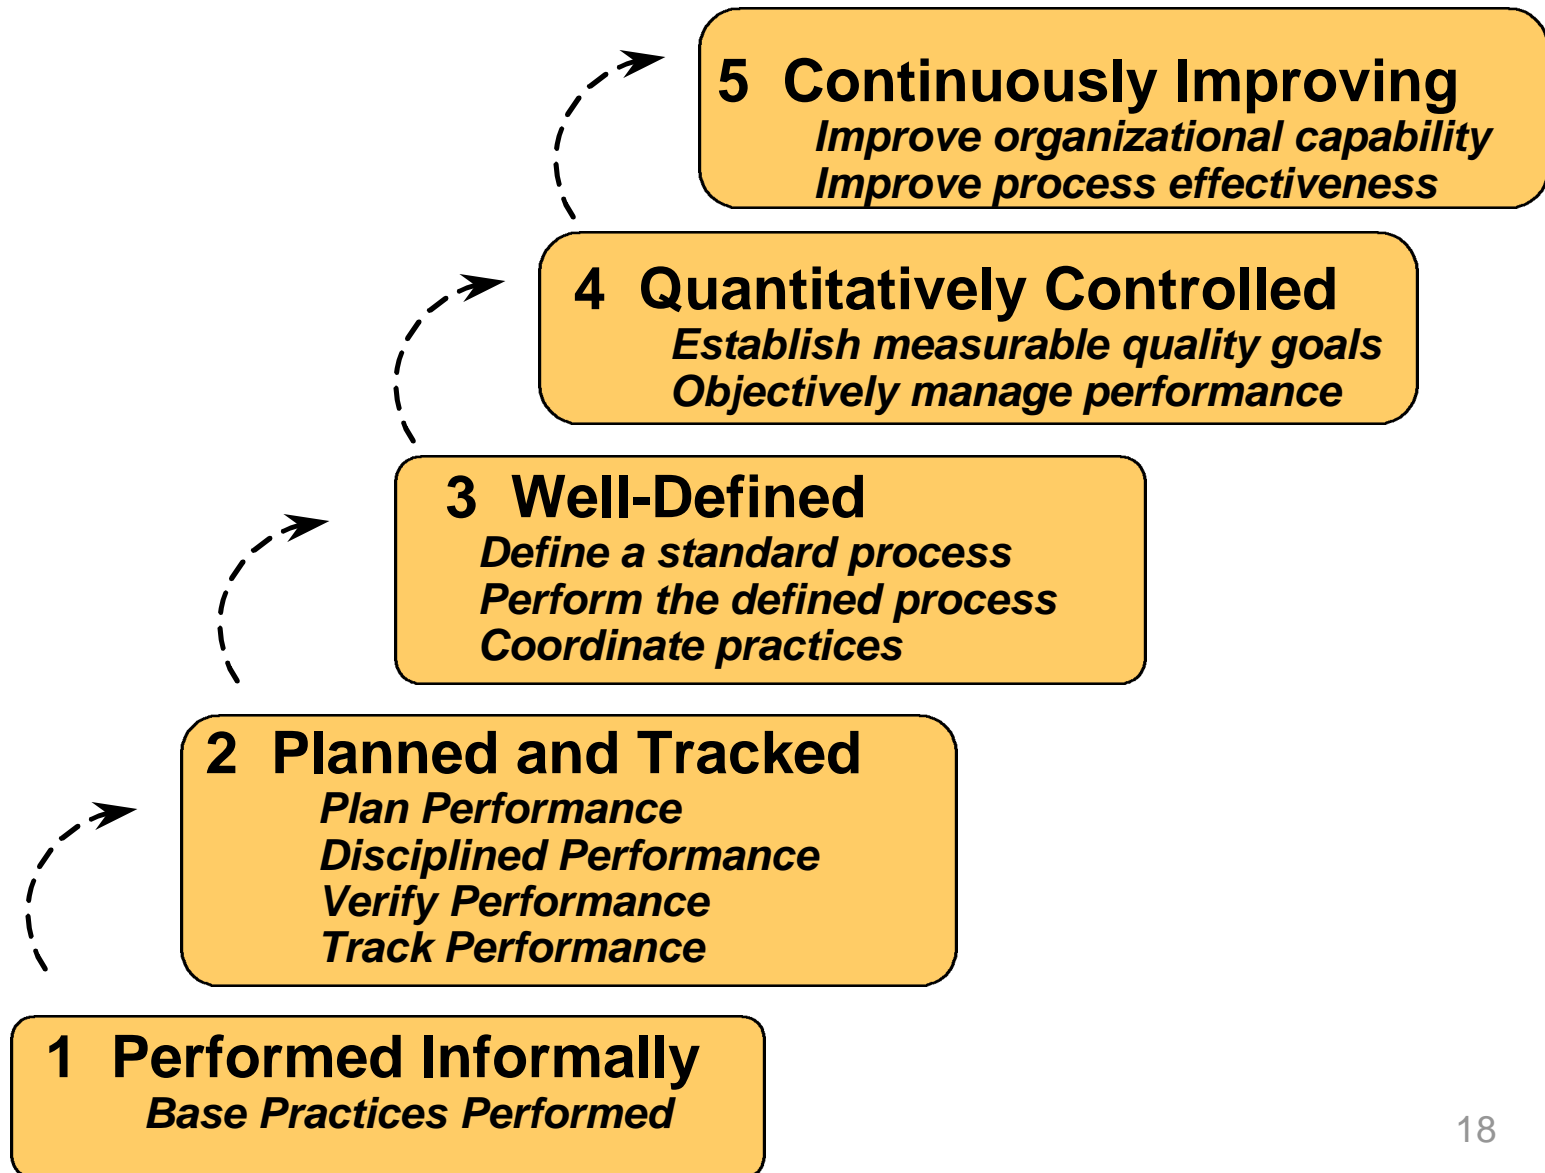 5 Continuously Improving
Improve organizational capability
Improve process effectiveness
4 Quantitatively Controlled
Establish measurable quality goals
Objectively manage performance
3 Well-Defined
Define a standard process
Perform the defined process
Coordinate practices
2 Planned and Tracked
Plan Performance
Disciplined Performance
Verify Performance
Track Performance
1 Performed Informally
Base Practices Performed
18